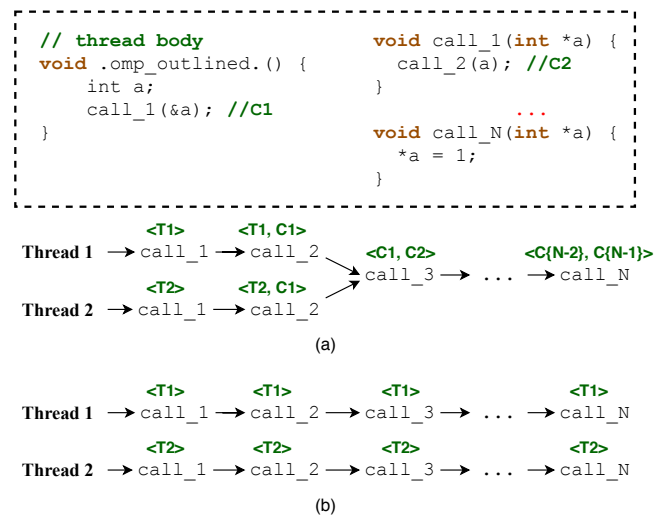 // thread body
void .omp_outlined.() {
int a;
call_1(&a); //C1
}
void call_1(int *a) {
call_2(a); //C2
}
...
void call_N(int *a) {
*a = 1;
}
<T1> <T1, C1>
Thread 1 call_1 call_2
<C1, C2> <C{N-2}, C{N-1}>
call_3 ... call_N
<T2> <T2, C1>
Thread 2 call_1 call_2
(a)
<T1> <T1> <T1> <T1>
Thread 1 call_1 call_2 call_3 ... call_N
<T2> <T2> <T2> <T2>
Thread 2 call_1 call_2 call_3 ... call_N
(b)